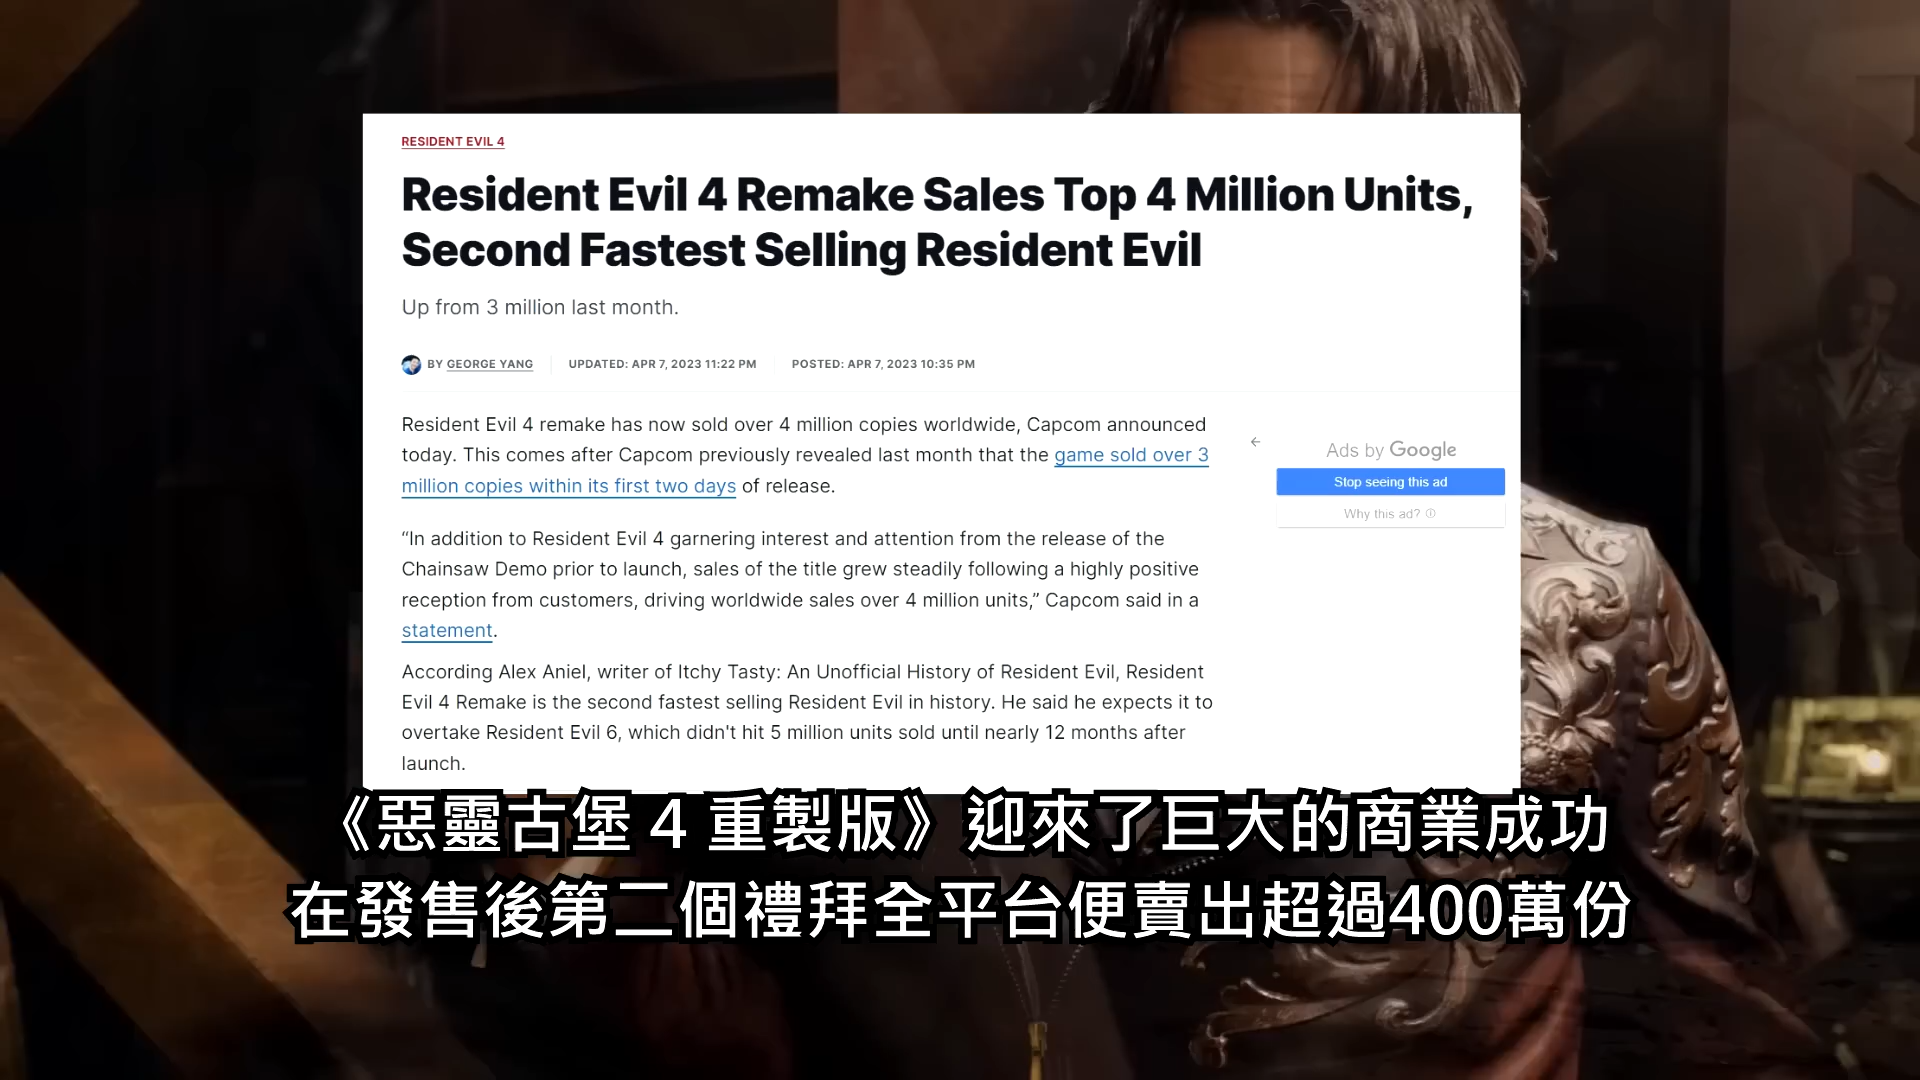 RESIDENT EVIL 4
Resident Evil 4 Remake Sales Top 4 Million Units,
Second Fastest Selling Resident Evil
Up from 3 million last month.
BY GEORGE YANG
UPDATED: APR 7, 2023 11:22 PM
POSTED: APR 7, 2023 10:35 PM
Resident Evil 4 remake has now sold over 4 million copies worldwide, Capcom announced
today. This comes after Capcom previously revealed last month that the game sold over 3
million copies within its first two days of release.
“In addition to Resident Evil 4 garnering interest and attention from the release of the
Chainsaw Demo prior to launch, sales of the title grew steadily following a highly positive
reception from customers, driving worldwide sales over 4 million units,” Capcom said in a
statement.
According Alex Aniel, writer of Itchy Tasty: An Unofficial History of Resident Evil, Resident
Evil 4 Remake is the second fastest selling Resident Evil in history. He said he expects it to
overtake Resident Evil 6, which didn't hit 5 million units sold until nearly 12 months after
launch.
Ads by Google
Stop seeing this ad
Why this ad?
《惡靈古堡 4 重製版》迎來了巨大的商業成功
在發售後第二個禮拜全平台便賣出超過400萬份